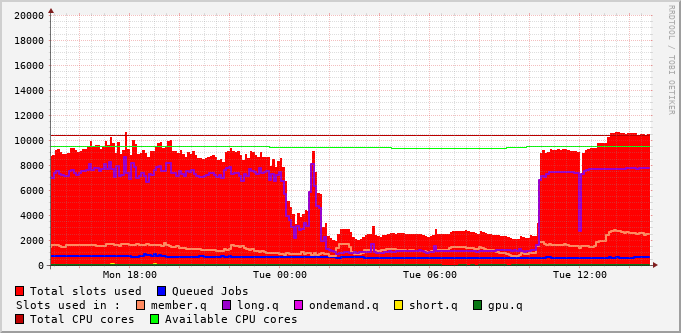 20000
18000
16000
14000
12000
10000
8000
6000
4000
2000
0
Mon 18:00 Tue 00:00 Tue 06:00 Tue 12:00
Total slots used Queued Jobs
Slots used in : member.q long.q ondemand.q short.q gpu.q
Total CPU cores Available CPU cores
RRDTOOL / TOBI OETIKER